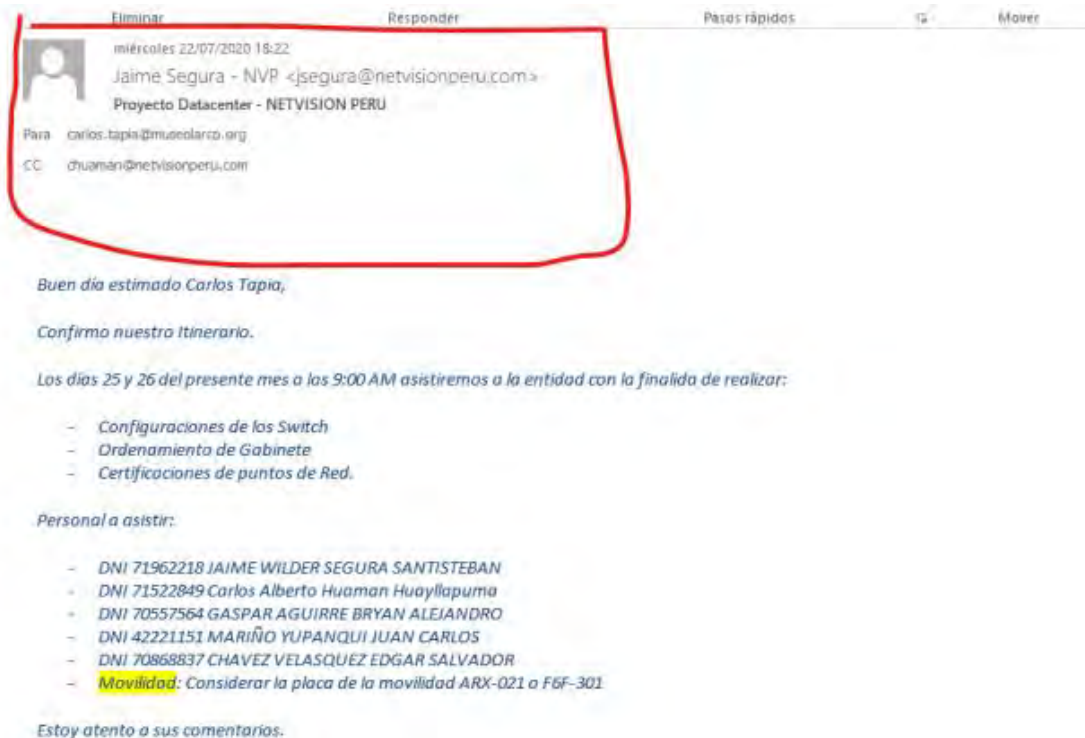 Eliminar Responder Pasos rápidos Mover
miércoles 22/07/2020 18:22
Jaime Segura - NVP <jsegura@netvisionperu.com>
Proyecto Datacenter - NETVISION PERU
Para carlos.tapia@museolarco.org
CC chuaman@netvisionperu.com
Buen día estimado Carlos Tapia,
Confirmo nuestro Itinerario.
Los días 25 y 26 del presente mes a las 9:00 AM asistiremos a la entidad con la finalida de realizar:
- Configuraciones de los Switch
- Ordenamiento de Gabinete
- Certificaciones de puntos de Red.
Personal a asistir:
- DNI 71962218 JAIME WILDER SEGURA SANTISTEBAN
- DNI 71522849 Carlos Alberto Huaman Huayllapuma
- DNI 70557564 GASPAR AGUIRRE BRYAN ALEJANDRO
- DNI 42221151 MARIÑO YUPANQUI JUAN CARLOS
- DNI 70868837 CHAVEZ VELASQUEZ EDGAR SALVADOR
- Movilidad: Considerar la placa de la movilidad ARX-021 o F6F-301
Estoy atento a sus comentarios.